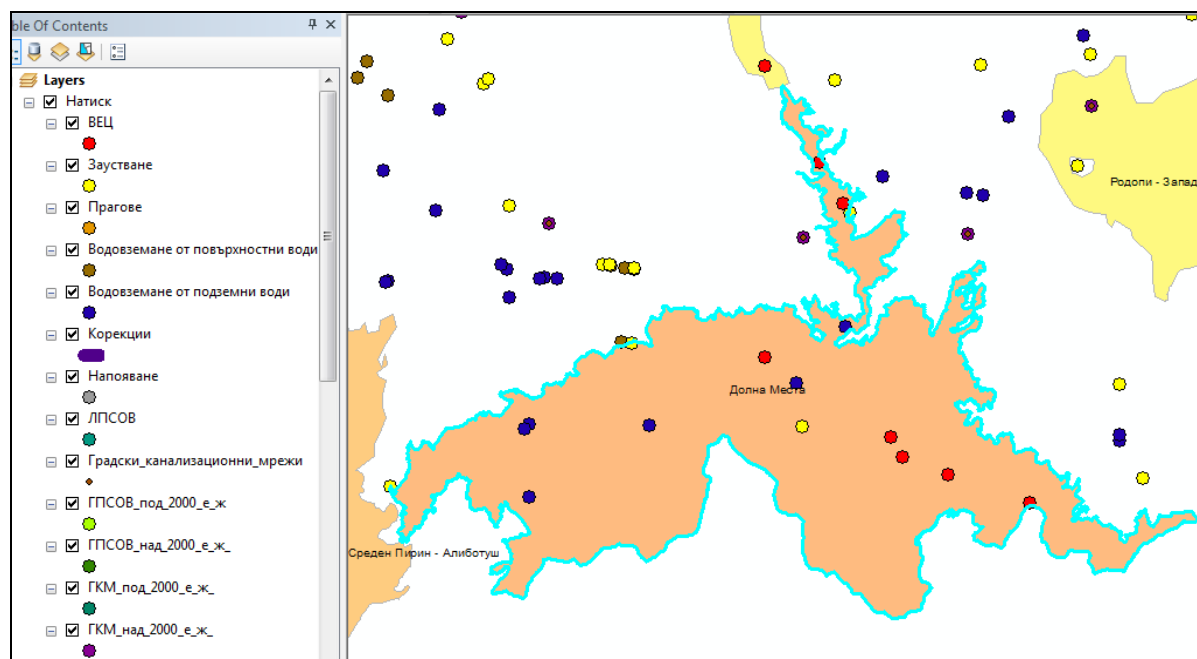 ble Of Contents
Layers
Натиск
ВЕЦ
Заустване
Прагове
Водовземане от повърхностни води
Водовземане от подземни води
Корекции
Напояване
ЛПСОВ
Градски_канализационни_мрежи
ГПСОВ_под_2000_е_ж
ГПСОВ_над_2000_е_ж_
ГКМ_под_2000_е_ж_
ГКМ_над_2000_е_ж_
Родопи - Запад
Долна Места
Среден Пирин - Алиботуш